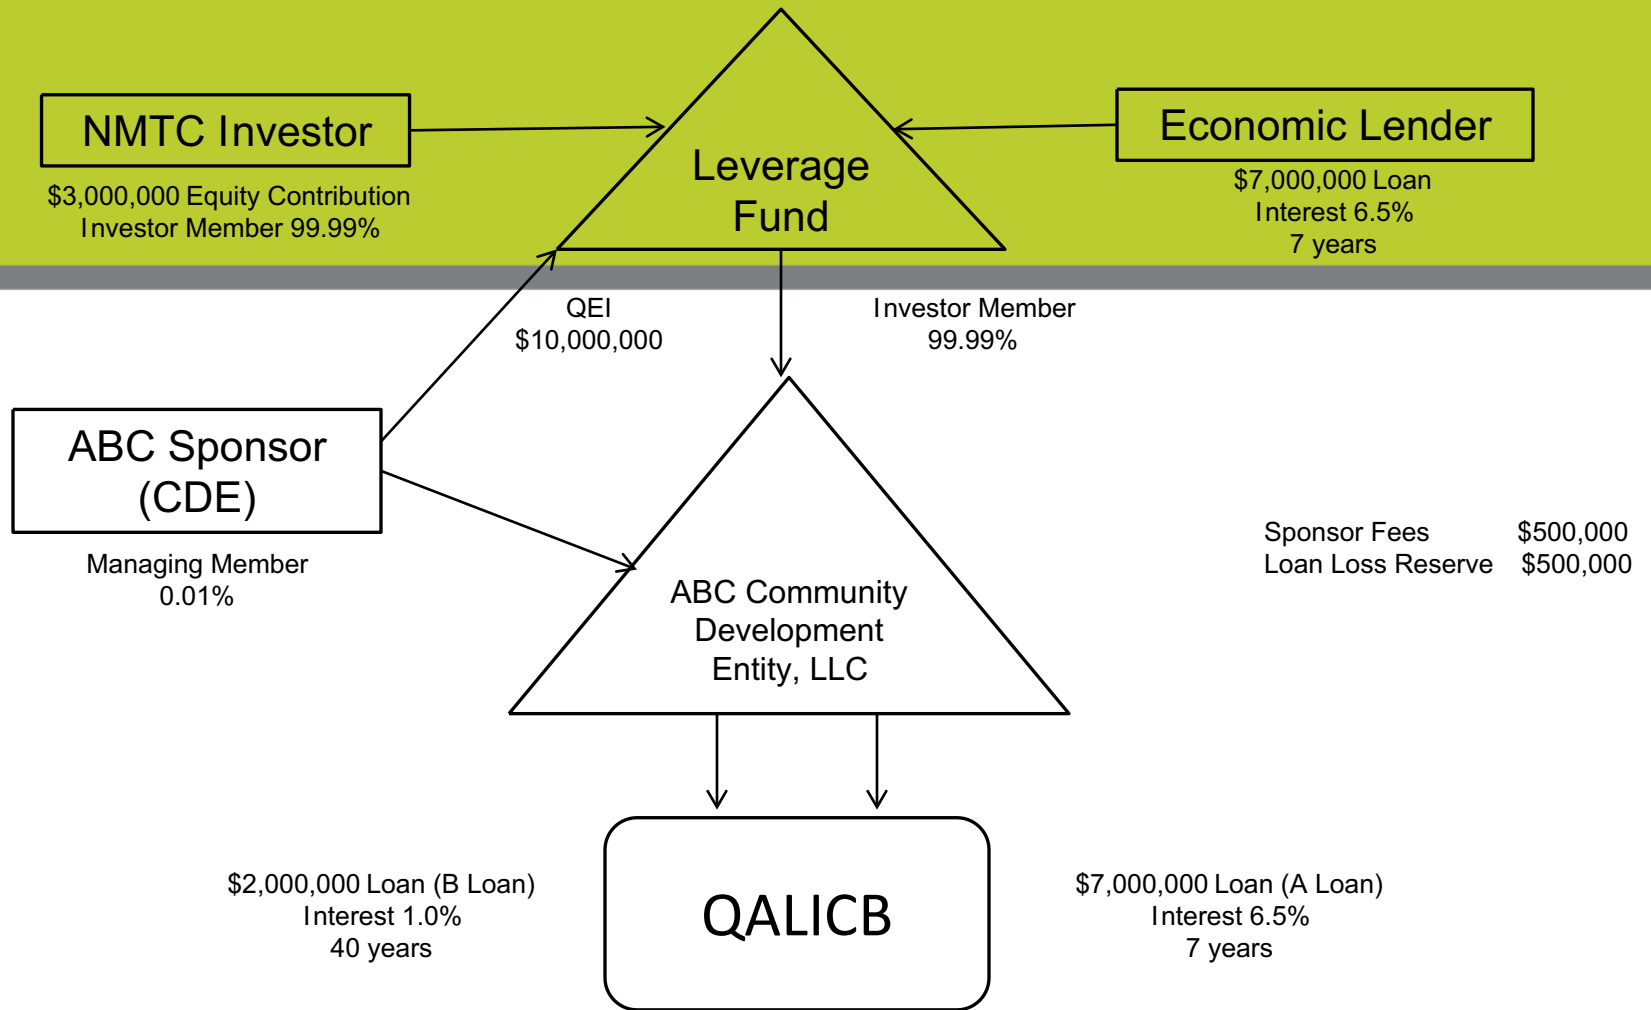 NMTC Investor
$3,000,000 Equity Contribution
Investor Member 99.99%
Leverage
Fund
Economic Lender
$7,000,000 Loan
Interest 6.5%
7 years
QEI
$10,000,000
Investor Member
99.99%
ABC Sponsor
(CDE)
Managing Member
0.01%
ABC Community
Development
Entity, LLC
Sponsor Fees $500,000
Loan Loss Reserve $500,000
$2,000,000 Loan (B Loan)
Interest 1.0%
40 years
QALICB
$7,000,000 Loan (A Loan)
Interest 6.5%
7 years